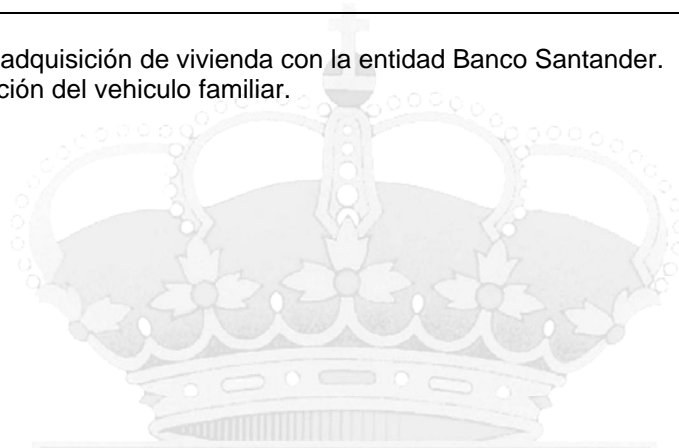 adquisición de vivienda con la entidad Banco Santander.
ción del vehiculo familiar.